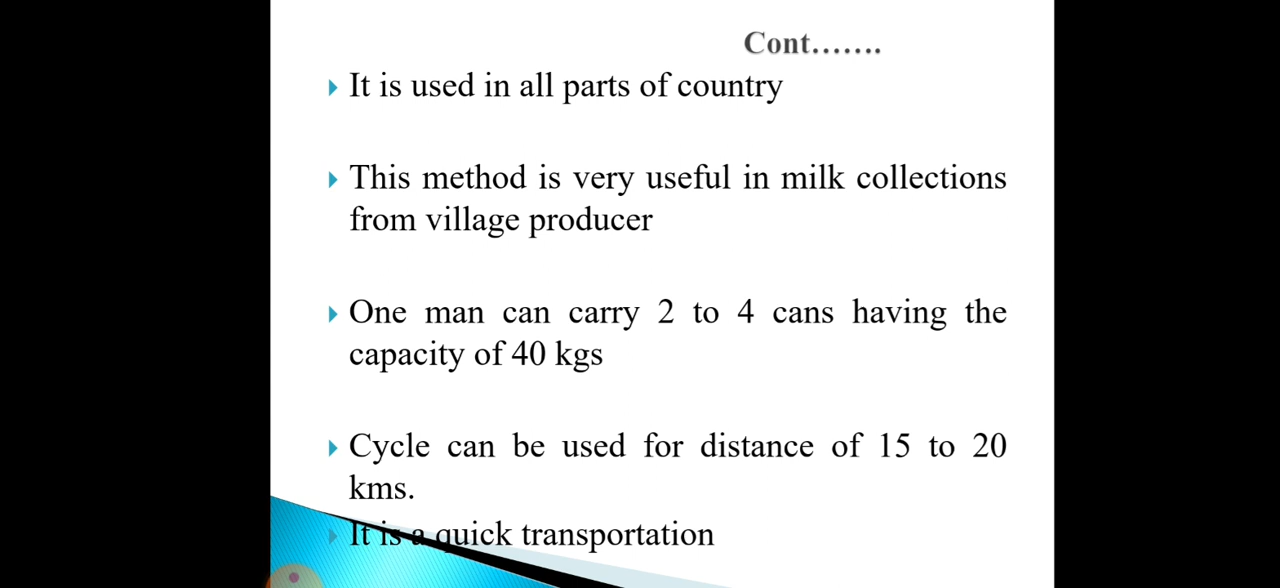 Cont…….
It is used in all parts of country
This method is very useful in milk collections
from village producer
One man can carry 2 to 4 cans having the
capacity of 40 kgs
Cycle can be used for distance of 15 to 20
kms.
It is a quick transportation